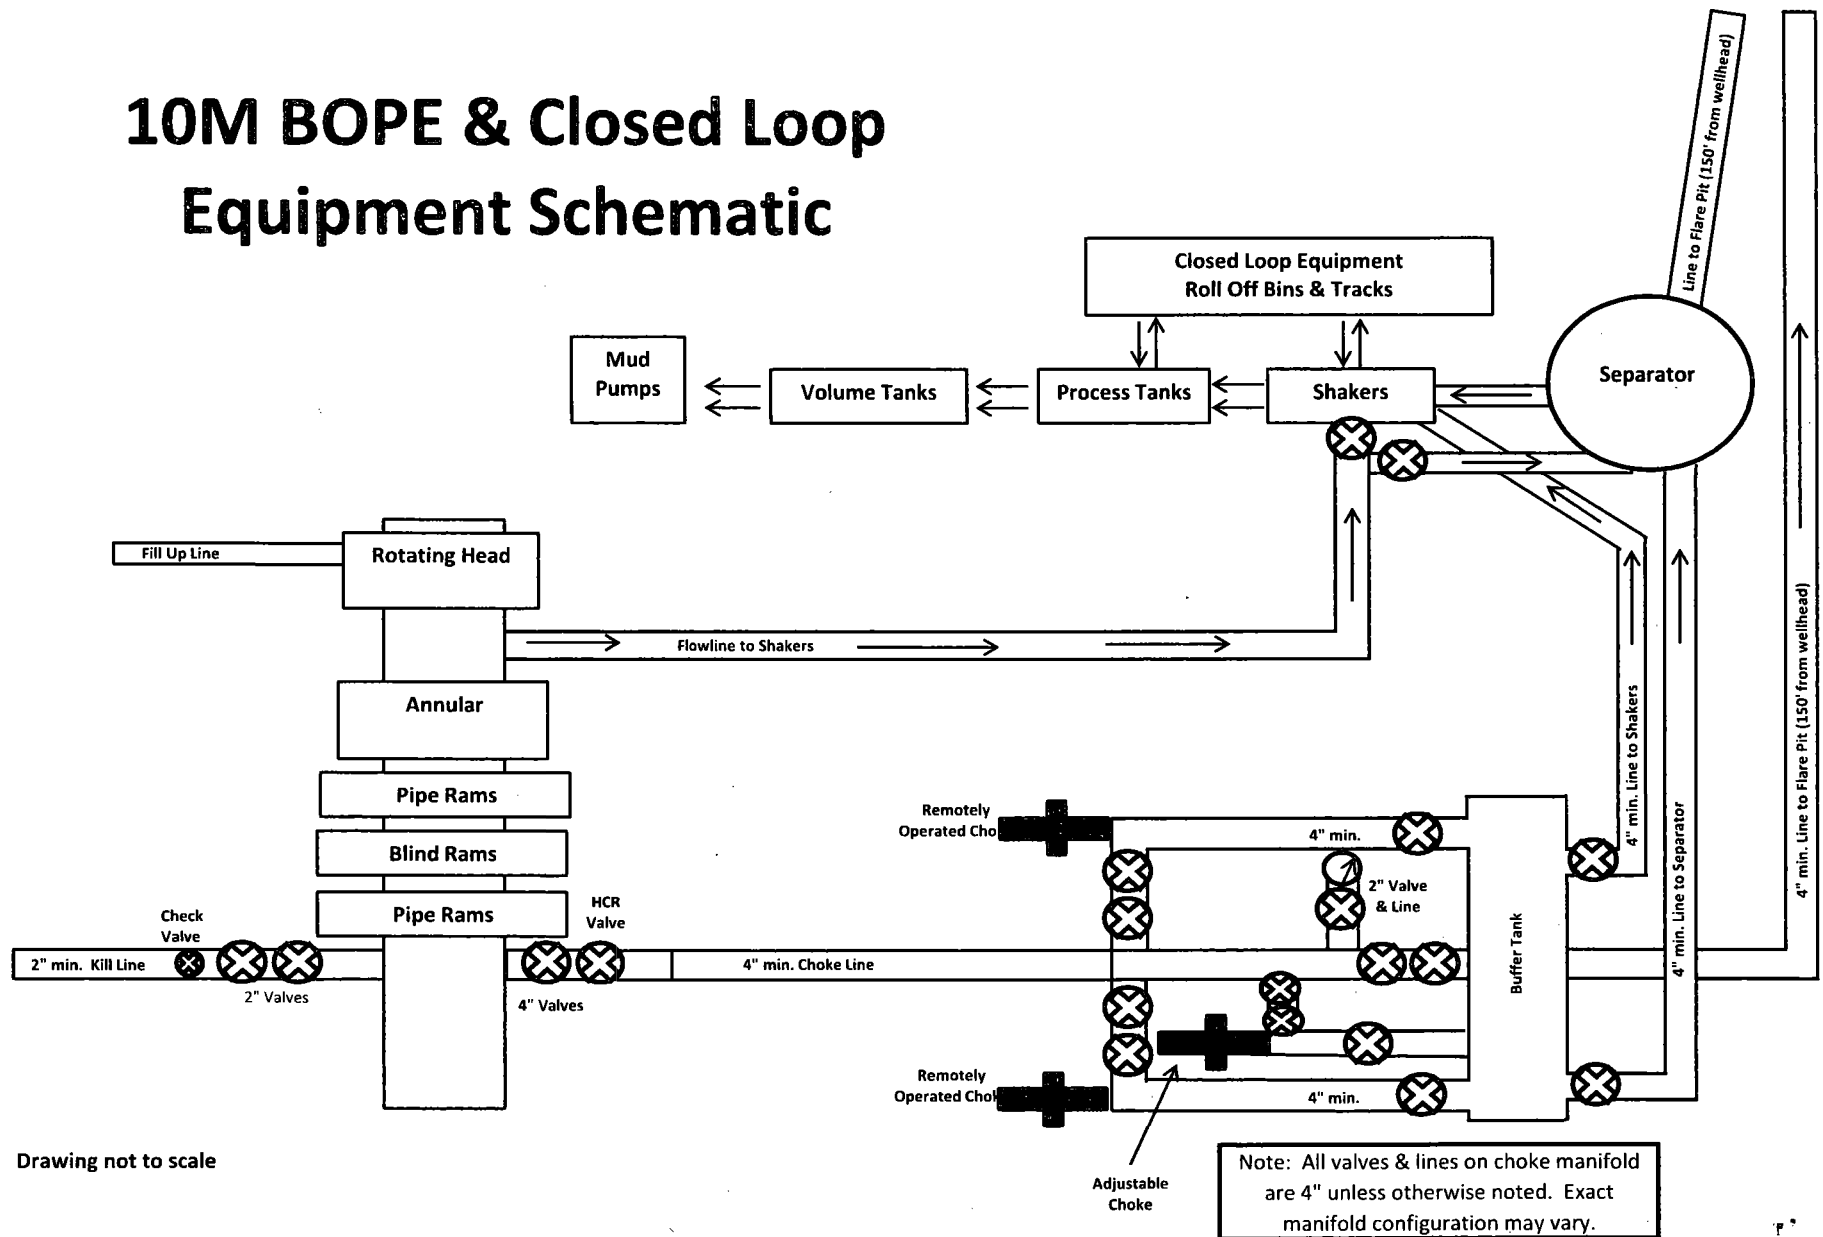 10M BOPE & Closed Loop
Equipment Schematic
Line to Flare Pit (150' from wellhead)
Closed Loop Equipment
Roll Off Bins & Tracks
Mud
Pumps
Volume Tanks
Process Tanks
Shakers
Separator
Fill Up Line
Rotating Head
Flowline to Shakers
Annular
Pipe Rams
Blind Rams
Pipe Rams
Check
Valve
HCR
Valve
2" min. Kill Line
2" Valves
4" Valves
4" min. Choke Line
Remotely
Operated Cho
4" min.
2" Valve
& Line
Buffer Tank
4" min. Line to Shakers
4" min. Line to Separator
4" min. Line to Flare Pit (150' from wellhead)
Remotely
Operated Chok
4" min.
Adjustable
Choke
Drawing not to scale
Note: All valves & lines on choke manifold
are 4" unless otherwise noted. Exact
manifold configuration may vary.